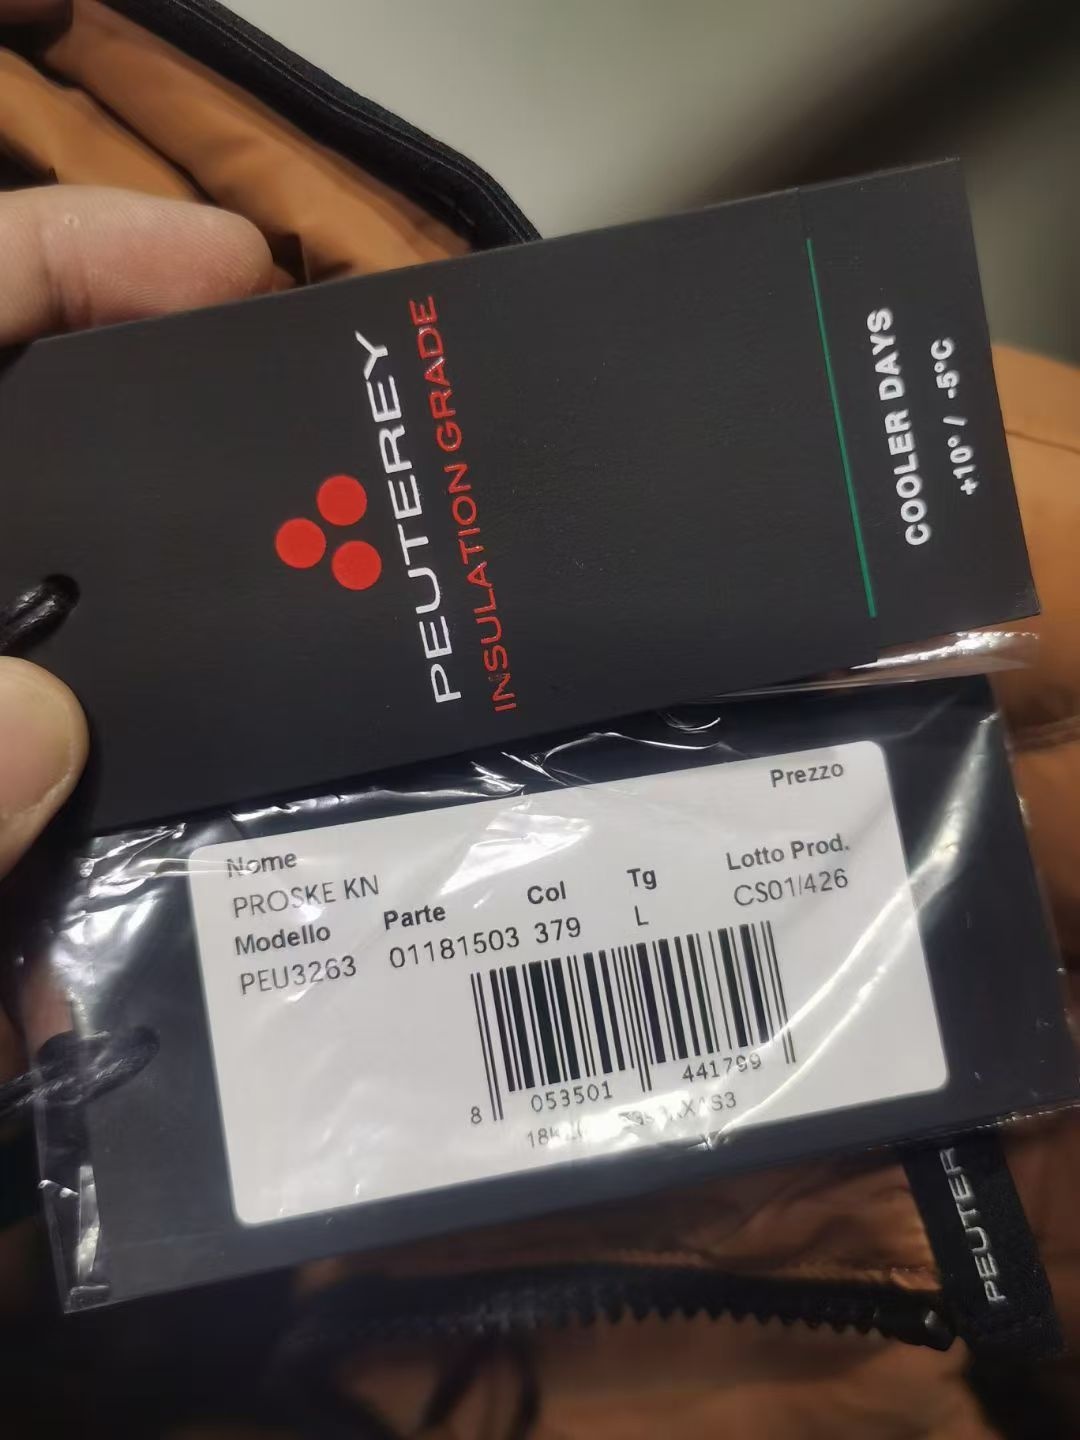 PEUTEREY
INSULATION GRADE
COOLER DAYS
+10° / -5°C
Prezzo
Nome
PROSKE KN
Modello
PEU3263
Parte
01181503
Col
379
Tg
L
Lotto Prod.
CS01/426
8 053501 441799
PEUTER